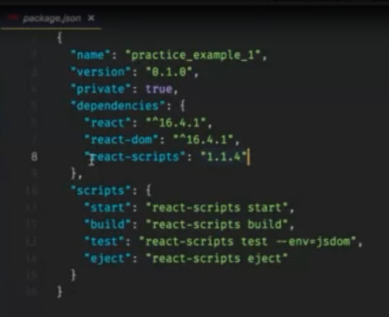 package.json ×
{
"name": "practice_example_1",
"version": "0.1.0",
"private": true,
"dependencies": {
"react": "^16.4.1",
"react-dom": "^16.4.1",
8 "react-scripts": "1.1.4"
},
"scripts": {
"start": "react-scripts start",
"build": "react-scripts build",
"test": "react-scripts test --env=jsdom",
"eject": "react-scripts eject"
}
}